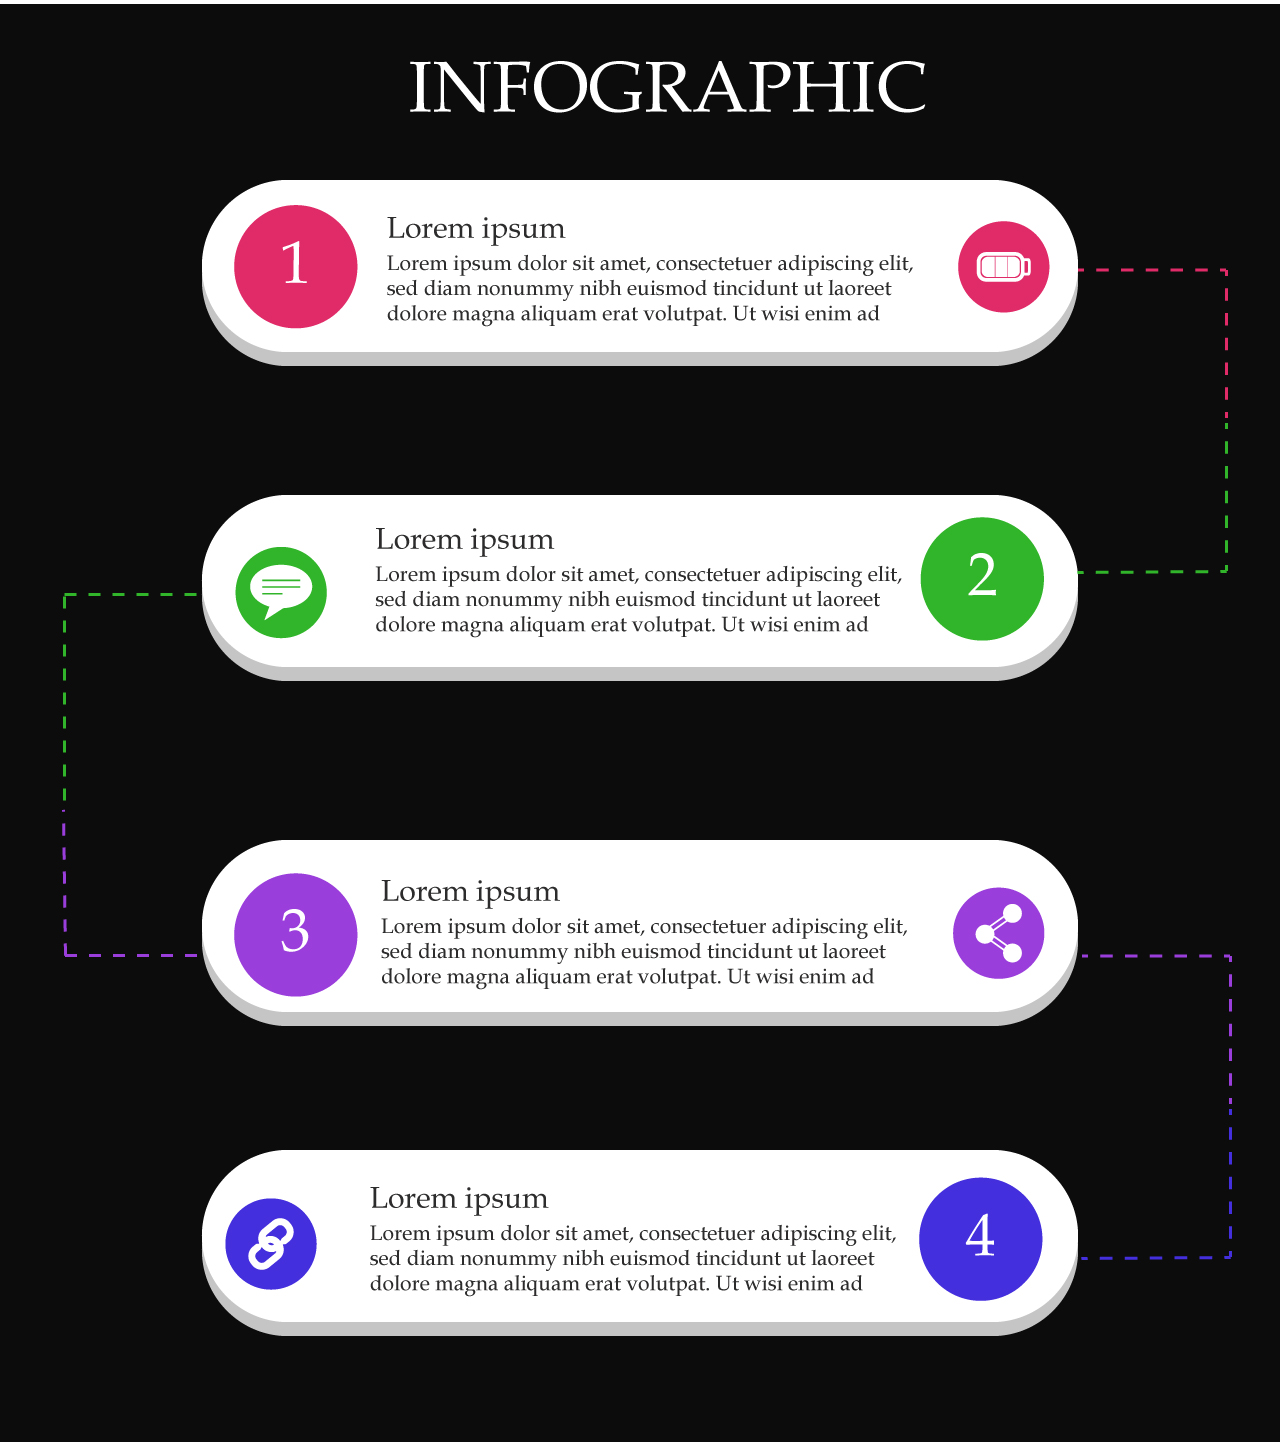 INFOGRAPHIC
1
Lorem ipsum
Lorem ipsum dolor sit amet, consectetuer adipiscing elit,
sed diam nonummy nibh euismod tincidunt ut laoreet
dolore magna aliquam erat volutpat. Ut wisi enim ad
Lorem ipsum
Lorem ipsum dolor sit amet, consectetuer adipiscing elit,
sed diam nonummy nibh euismod tincidunt ut laoreet
dolore magna aliquam erat volutpat. Ut wisi enim ad
2
3
Lorem ipsum
Lorem ipsum dolor sit amet, consectetuer adipiscing elit,
sed diam nonummy nibh euismod tincidunt ut laoreet
dolore magna aliquam erat volutpat. Ut wisi enim ad
Lorem ipsum
Lorem ipsum dolor sit amet, consectetuer adipiscing elit,
sed diam nonummy nibh euismod tincidunt ut laoreet
dolore magna aliquam erat volutpat. Ut wisi enim ad
4